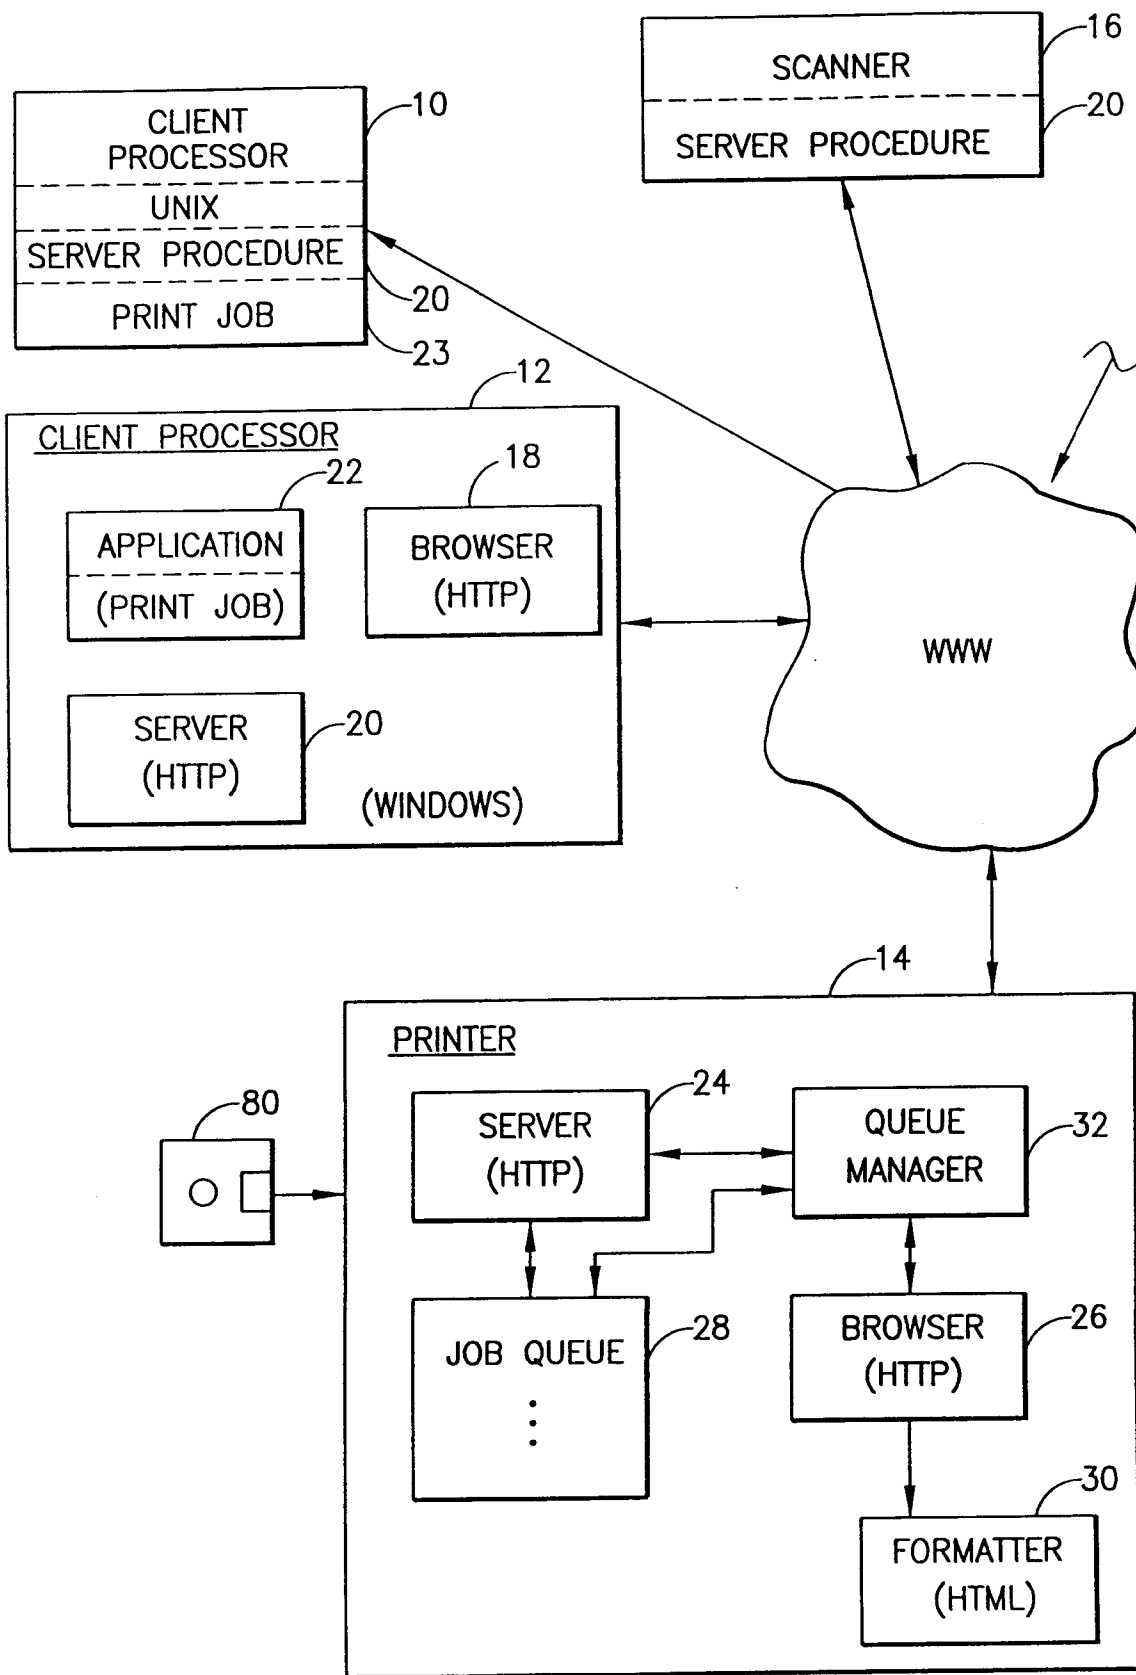 SCANNER
16
SERVER PROCEDURE
20
CLIENT
PROCESSOR
10
UNIX
SERVER PROCEDURE
20
PRINT JOB
23
12
CLIENT PROCESSOR
22
APPLICATION
(PRINT JOB)
18
BROWSER
(HTTP)
SERVER
(HTTP)
20
(WINDOWS)
WWW
14
PRINTER
80
SERVER
(HTTP)
24
QUEUE
MANAGER
32
JOB QUEUE
28
BROWSER
(HTTP)
26
30
FORMATTER
(HTML)